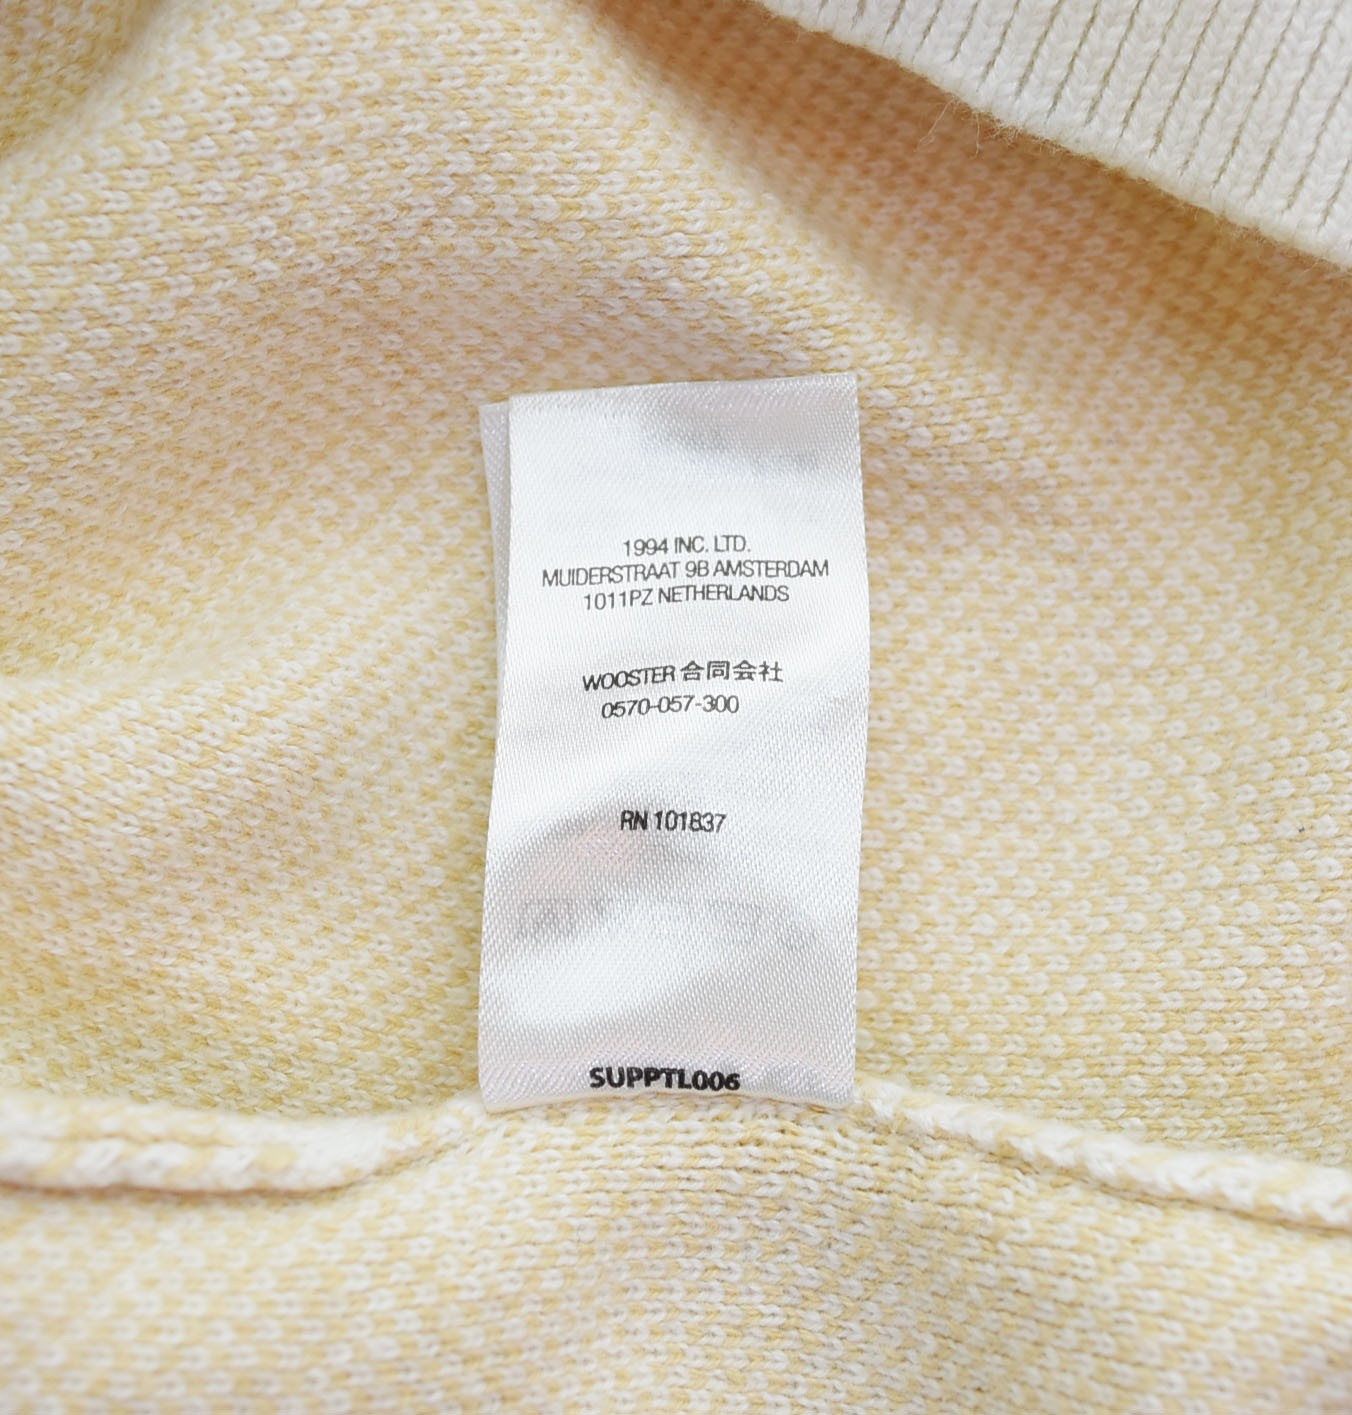 1994 INC. LTD.
MUIDERSTRAAT 9B AMSTERDAM
1011PZ NETHERLANDS
WOOSTER 合同会社
0570-057-300
RN 101837
SUPPTL006